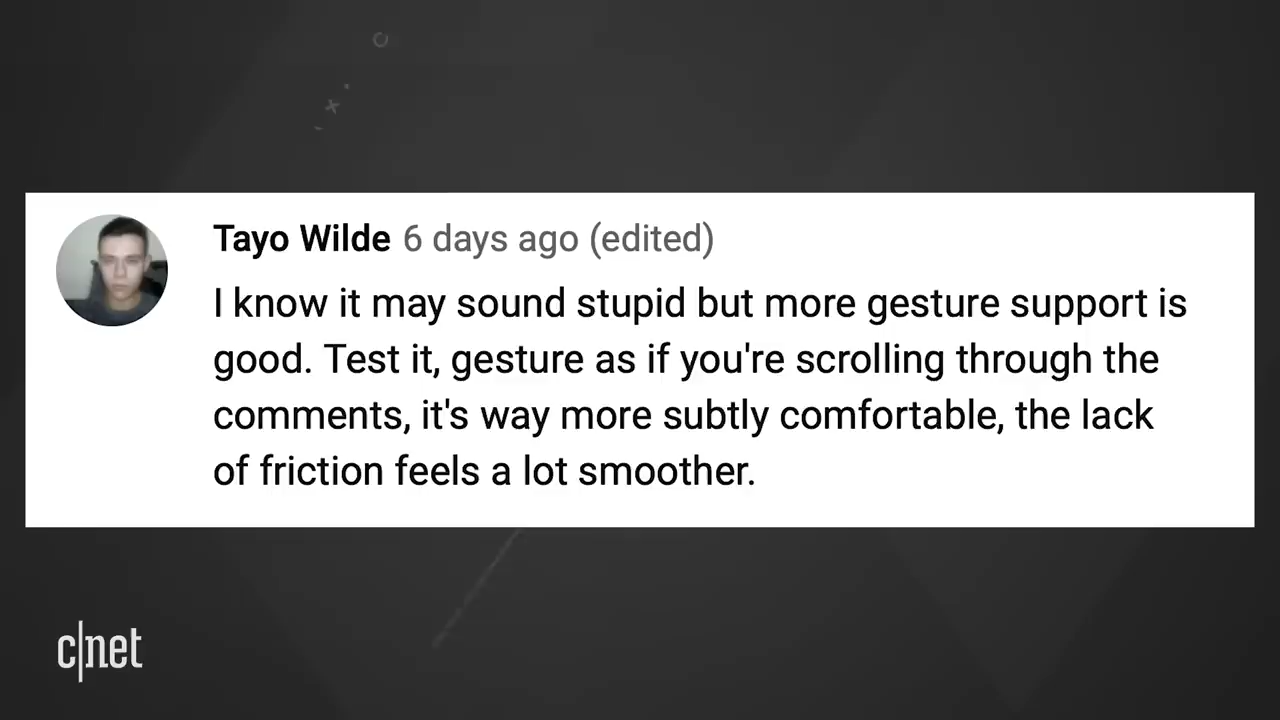 Tayo Wilde 6 days ago (edited)
I know it may sound stupid but more gesture support is
good. Test it, gesture as if you're scrolling through the
comments, it's way more subtly comfortable, the lack
of friction feels a lot smoother.
c|net